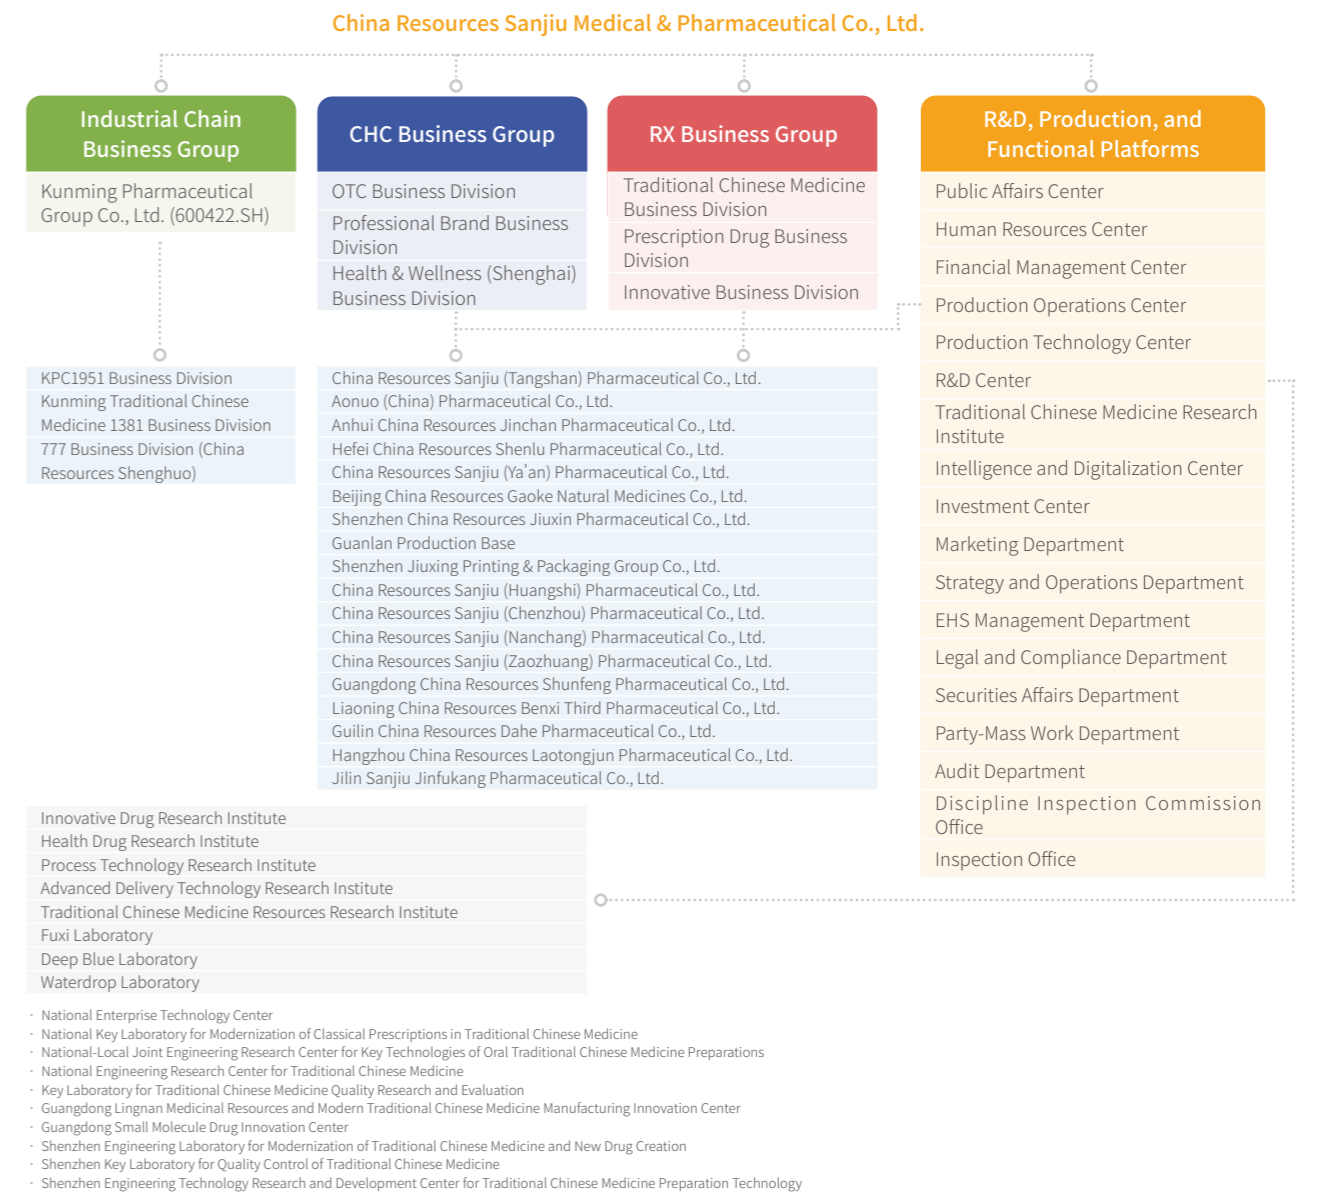 China Resources Sanjiu Medical & Pharmaceutical Co., Ltd.
Industrial Chain
Business Group
Kunming Pharmaceutical
Group Co., Ltd. (600422.SH)
KPC1951 Business Division
Kunming Traditional Chinese
Medicine 1381 Business Division
777 Business Division (China
Resources Shenghuo)
CHC Business Group
OTC Business Division
Professional Brand Business
Division
Health & Wellness (Shenghai)
Business Division
RX Business Group
Traditional Chinese Medicine
Business Division
Prescription Drug Business
Division
Innovative Business Division
China Resources Sanjiu (Tangshan) Pharmaceutical Co., Ltd.
Aonuo (China) Pharmaceutical Co., Ltd.
Anhui China Resources Jinchan Pharmaceutical Co., Ltd.
Hefei China Resources Shenlu Pharmaceutical Co., Ltd.
China Resources Sanjiu (Ya'an) Pharmaceutical Co., Ltd.
Beijing China Resources Gaoke Natural Medicines Co., Ltd.
Shenzhen China Resources Jiuxin Pharmaceutical Co., Ltd.
Guanlan Production Base
Shenzhen Jiuxing Printing & Packaging Group Co., Ltd.
China Resources Sanjiu (Huangshi) Pharmaceutical Co., Ltd.
China Resources Sanjiu (Chenzhou) Pharmaceutical Co., Ltd.
China Resources Sanjiu (Nanchang) Pharmaceutical Co., Ltd.
China Resources Sanjiu (Zaozhuang) Pharmaceutical Co., Ltd.
Guangdong China Resources Shunfeng Pharmaceutical Co., Ltd.
Liaoning China Resources Benxi Third Pharmaceutical Co., Ltd.
Guilin China Resources Dahe Pharmaceutical Co., Ltd.
Hangzhou China Resources Laotongjun Pharmaceutical Co., Ltd.
Jilin Sanjiu Jinfukang Pharmaceutical Co., Ltd.
R&D, Production, and
Functional Platforms
Public Affairs Center
Human Resources Center
Financial Management Center
Production Operations Center
Production Technology Center
R&D Center
Traditional Chinese Medicine Research
Institute
Intelligence and Digitalization Center
Investment Center
Marketing Department
Strategy and Operations Department
EHS Management Department
Legal and Compliance Department
Securities Affairs Department
Party-Mass Work Department
Audit Department
Discipline Inspection Commission
Office
Inspection Office
Innovative Drug Research Institute
Health Drug Research Institute
Process Technology Research Institute
Advanced Delivery Technology Research Institute
Traditional Chinese Medicine Resources Research Institute
Fuxi Laboratory
Deep Blue Laboratory
Waterdrop Laboratory
· National Enterprise Technology Center
· National Key Laboratory for Modernization of Classical Prescriptions in Traditional Chinese Medicine
· National-Local Joint Engineering Research Center for Key Technologies of Oral Traditional Chinese Medicine Preparations
· National Engineering Research Center for Traditional Chinese Medicine
· Key Laboratory for Traditional Chinese Medicine Quality Research and Evaluation
· Guangdong Lingnan Medicinal Resources and Modern Traditional Chinese Medicine Manufacturing Innovation Center
· Guangdong Small Molecule Drug Innovation Center
· Shenzhen Engineering Laboratory for Modernization of Traditional Chinese Medicine and New Drug Creation
· Shenzhen Key Laboratory for Quality Control of Traditional Chinese Medicine
· Shenzhen Engineering Technology Research and Development Center for Traditional Chinese Medicine Preparation Technology